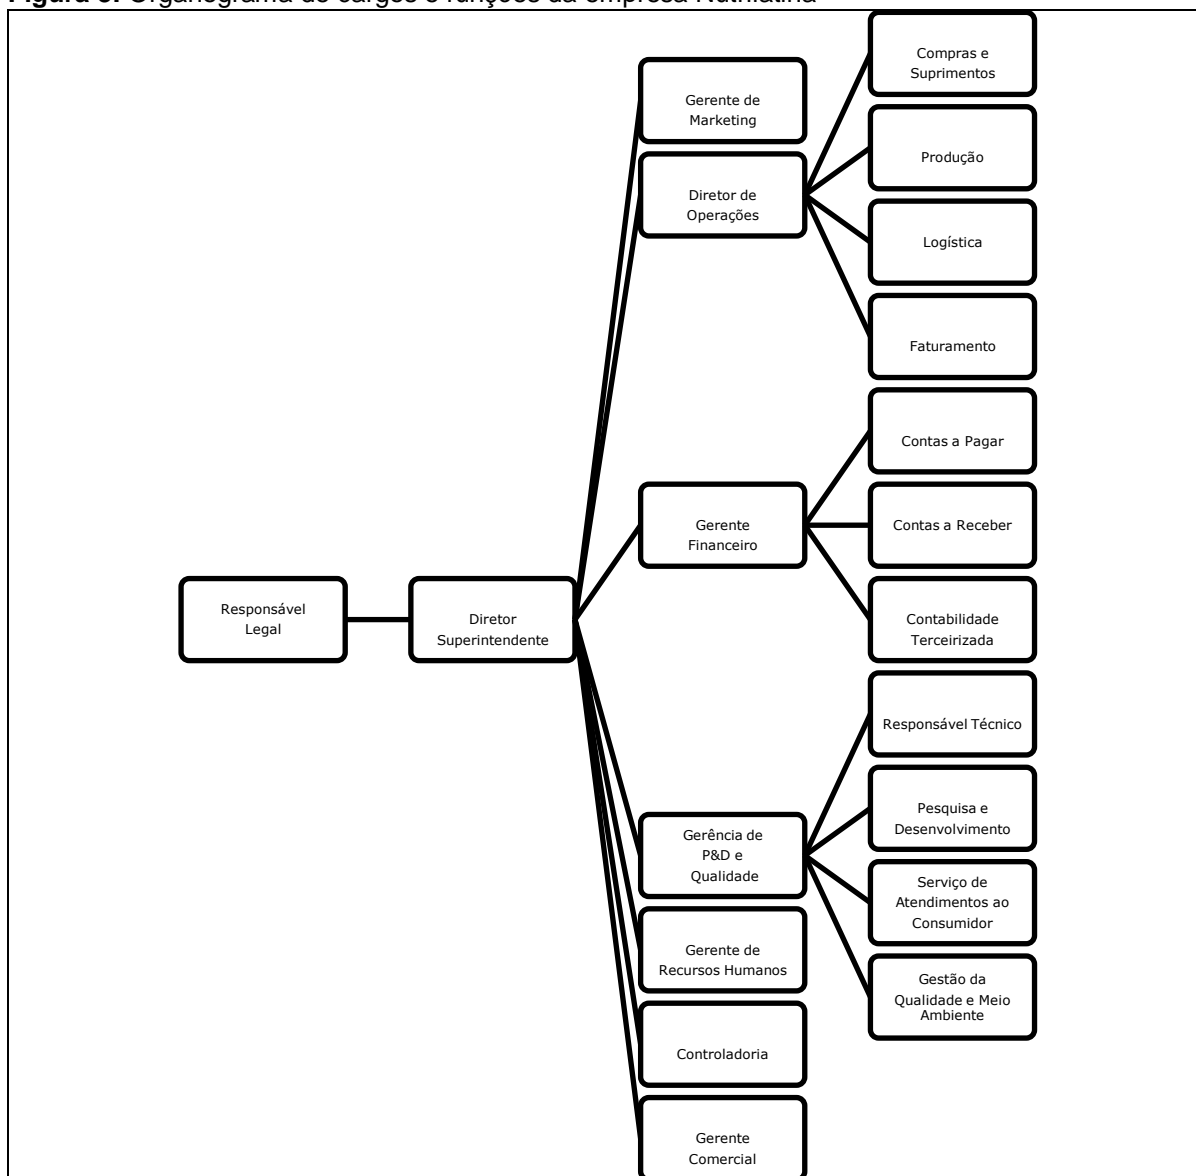 Figura 3. Organograma de cargos e funções da empresa Nutrilatina
Compras e
Suprimentos
Gerente de
Marketing
Produção
Diretor de
Operações
Logística
Faturamento
Contas a Pagar
Gerente
Financeiro
Contas a Receber
Responsável
Legal
Diretor
Superintendente
Contabilidade
Terceirizada
Responsável Técnico
Gerência de
P&D e
Qualidade
Pesquisa e
Desenvolvimento
Serviço de
Atendimentos ao
Consumidor
Gerente de
Recursos Humanos
Gestão da
Qualidade e Meio
Ambiente
Controladoria
Gerente
Comercial